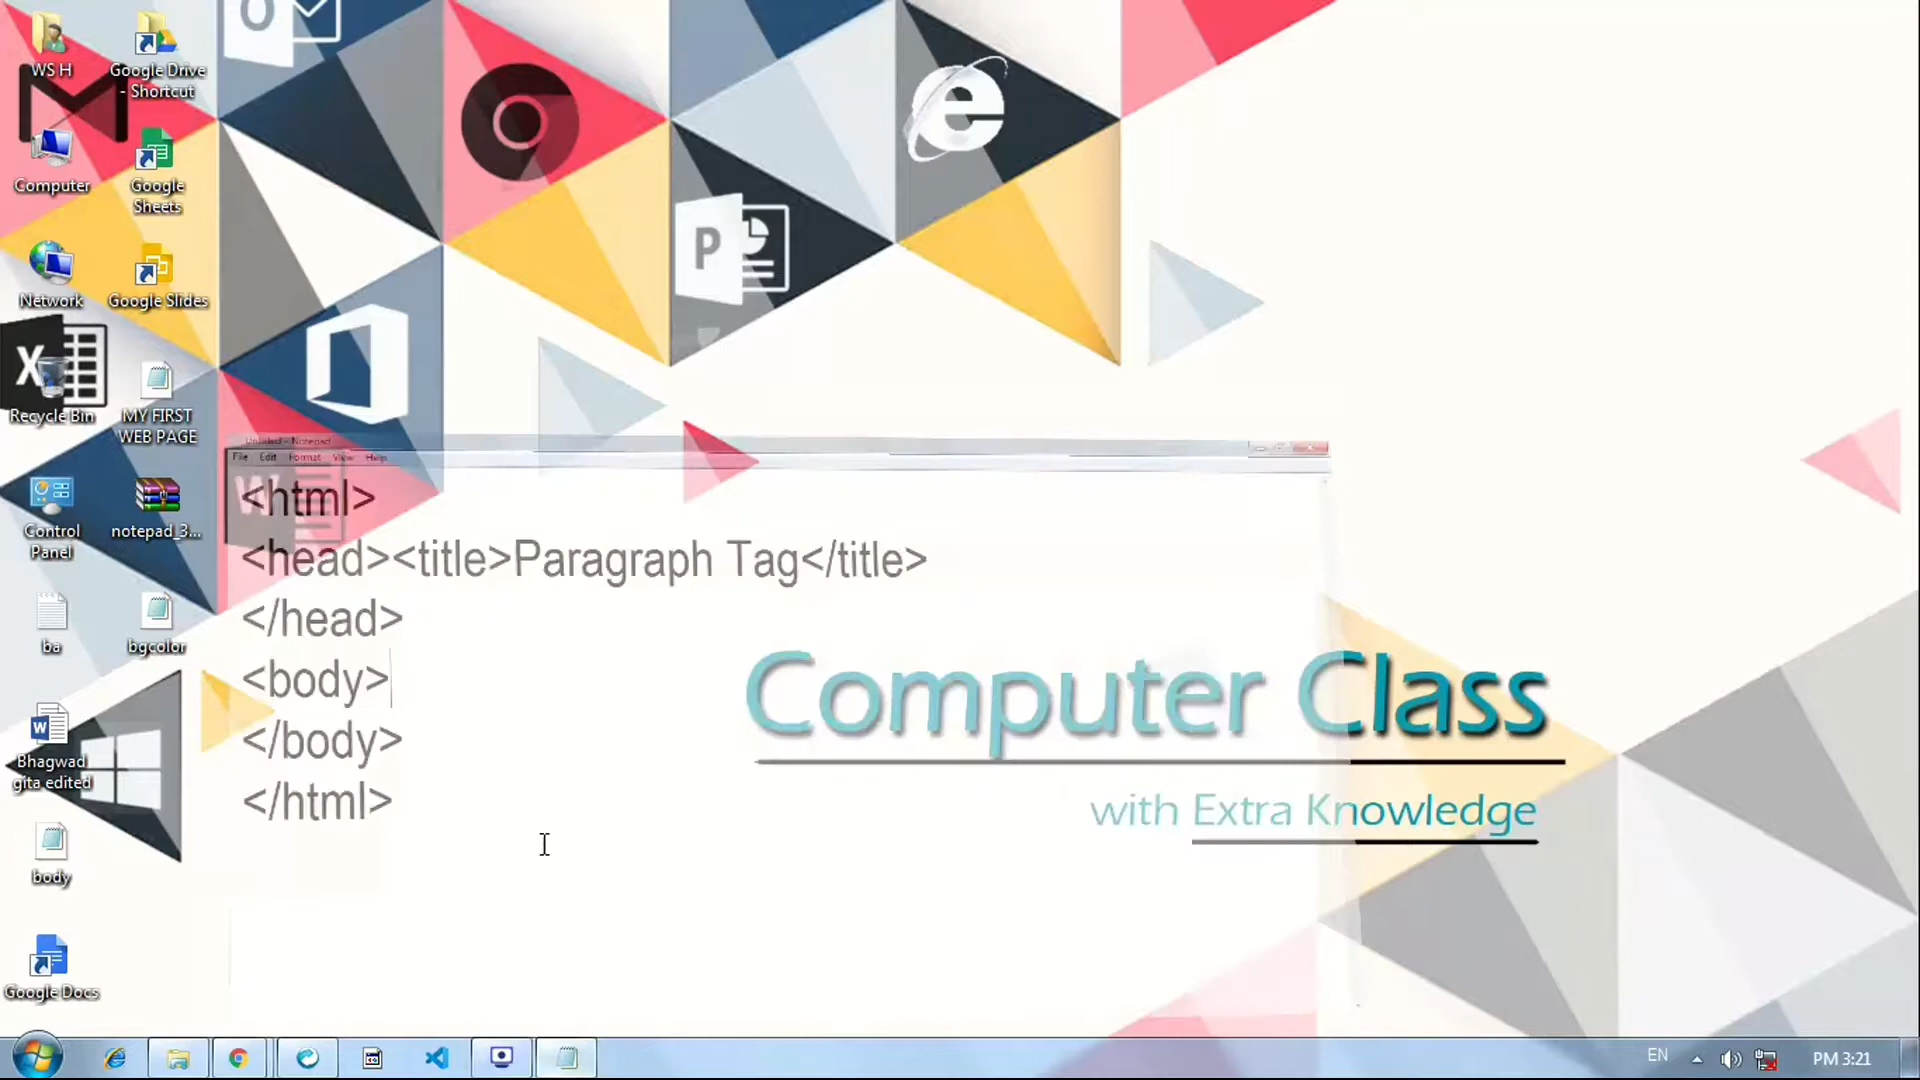 WS H
Google Drive
- Shortcut
Computer
Google
Sheets
Network
Google Slides
Recycle Bin
MY FIRST
WEB PAGE
Control
Panel
notepad_3...
ba
bgcolor
Bhagwad
gita edited
body
Google Docs
Untitled - Notepad
File Edit Format View Help
<html>
<head><title>Paragraph Tag</title>
</head>
<body>
</body>
</html>
Computer Class
with Extra Knowledge
O
P
X
W
EN
PM 3:21